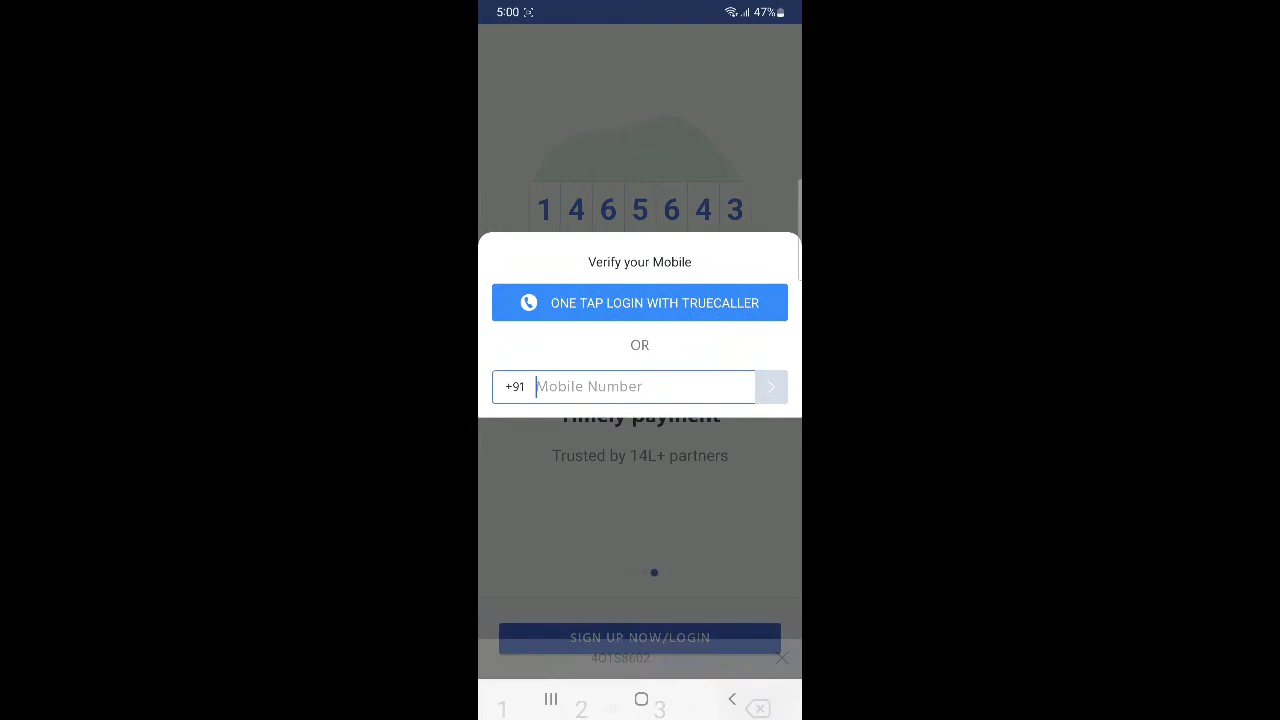 5:00 47%
1 4 6 5 6 4 3
Verify your Mobile
ONE TAP LOGIN WITH TRUECALLER
OR
+91 Mobile Number
Timely payment
Trusted by 14L+ partners
SIGN UP NOW/LOGIN
401S8602
1 2 3